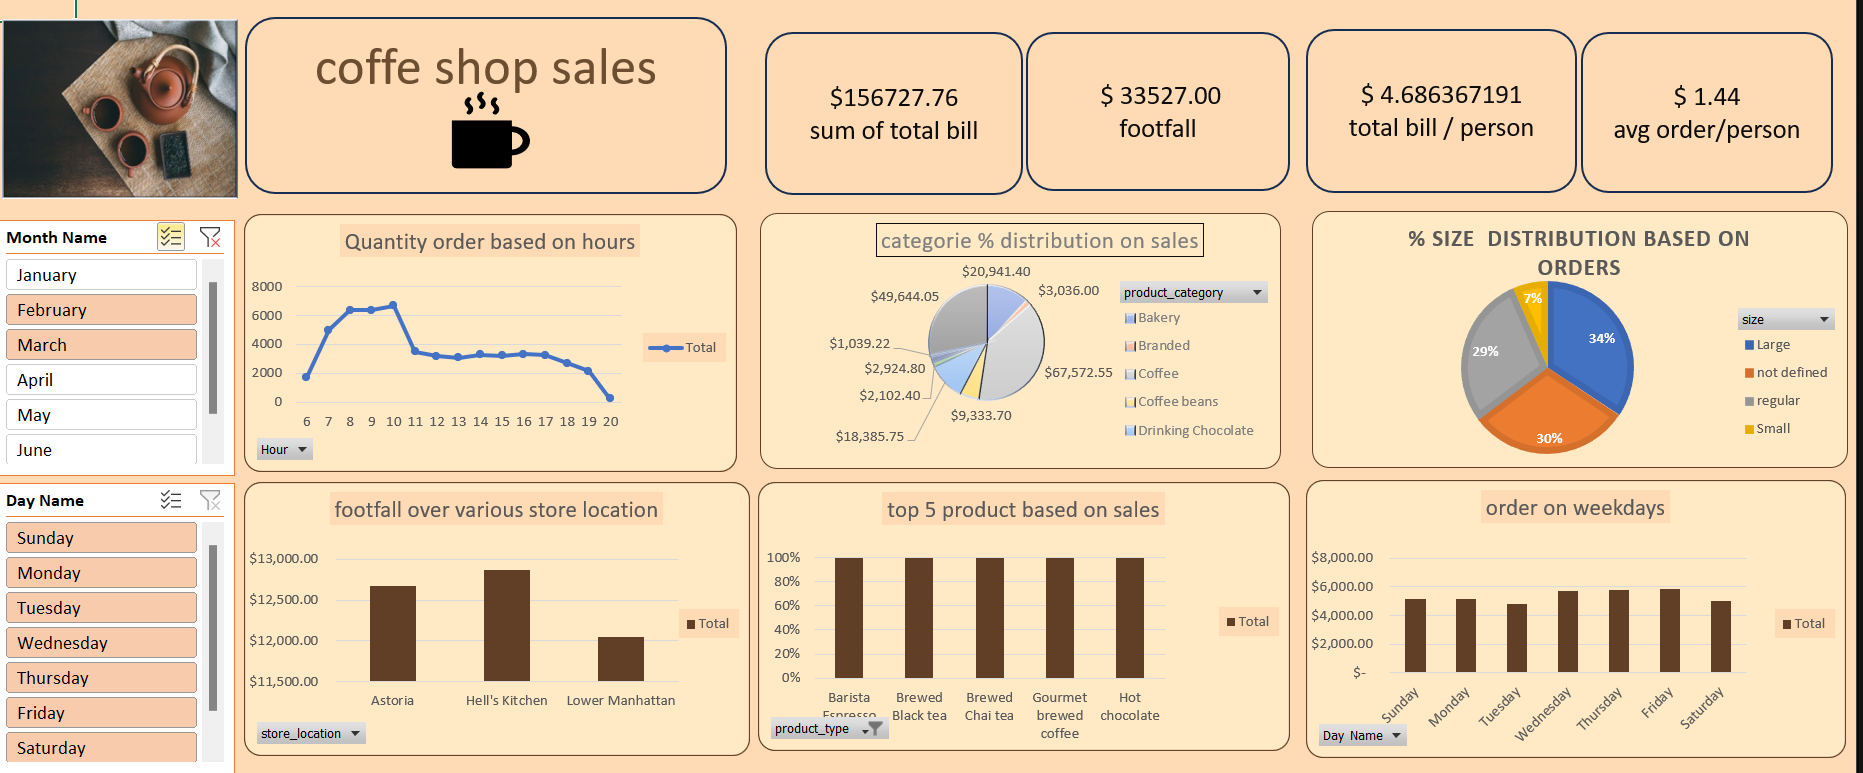 coffe shop sales
$156727.76
sum of total bill
$ 33527.00
footfall
$ 4.686367191
total bill / person
$ 1.44
avg order/person
Month Name
January
February
March
April
May
June
Day Name
Sunday
Monday
Tuesday
Wednesday
Thursday
Friday
Saturday
Quantity order based on hours
8000
6000
4000
2000
0
6 7 8 9 10 11 12 13 14 15 16 17 18 19 20
Total
Hour
categorie % distribution on sales
$20,941.40
$3,036.00
$49,644.05
$1,039.22
$2,924.80
$2,102.40
$18,385.75
$9,333.70
$67,572.55
product_category
Bakery
Branded
Coffee
Coffee beans
Drinking Chocolate
% SIZE DISTRIBUTION BASED ON
ORDERS
7%
34%
29%
30%
size
Large
not defined
regular
Small
footfall over various store location
$13,000.00
$12,500.00
$12,000.00
$11,500.00
Astoria Hell's Kitchen Lower Manhattan
Total
store_location
top 5 product based on sales
100%
80%
60%
40%
20%
0%
Barista Brewed Brewed Gourmet Hot
Espresso Black tea Chai tea brewed chocolate
coffee
Total
product_type
order on weekdays
$8,000.00
$6,000.00
$4,000.00
$2,000.00
$-
Sunday Monday Tuesday Wednesday Thursday Friday Saturday
Total
Day Name